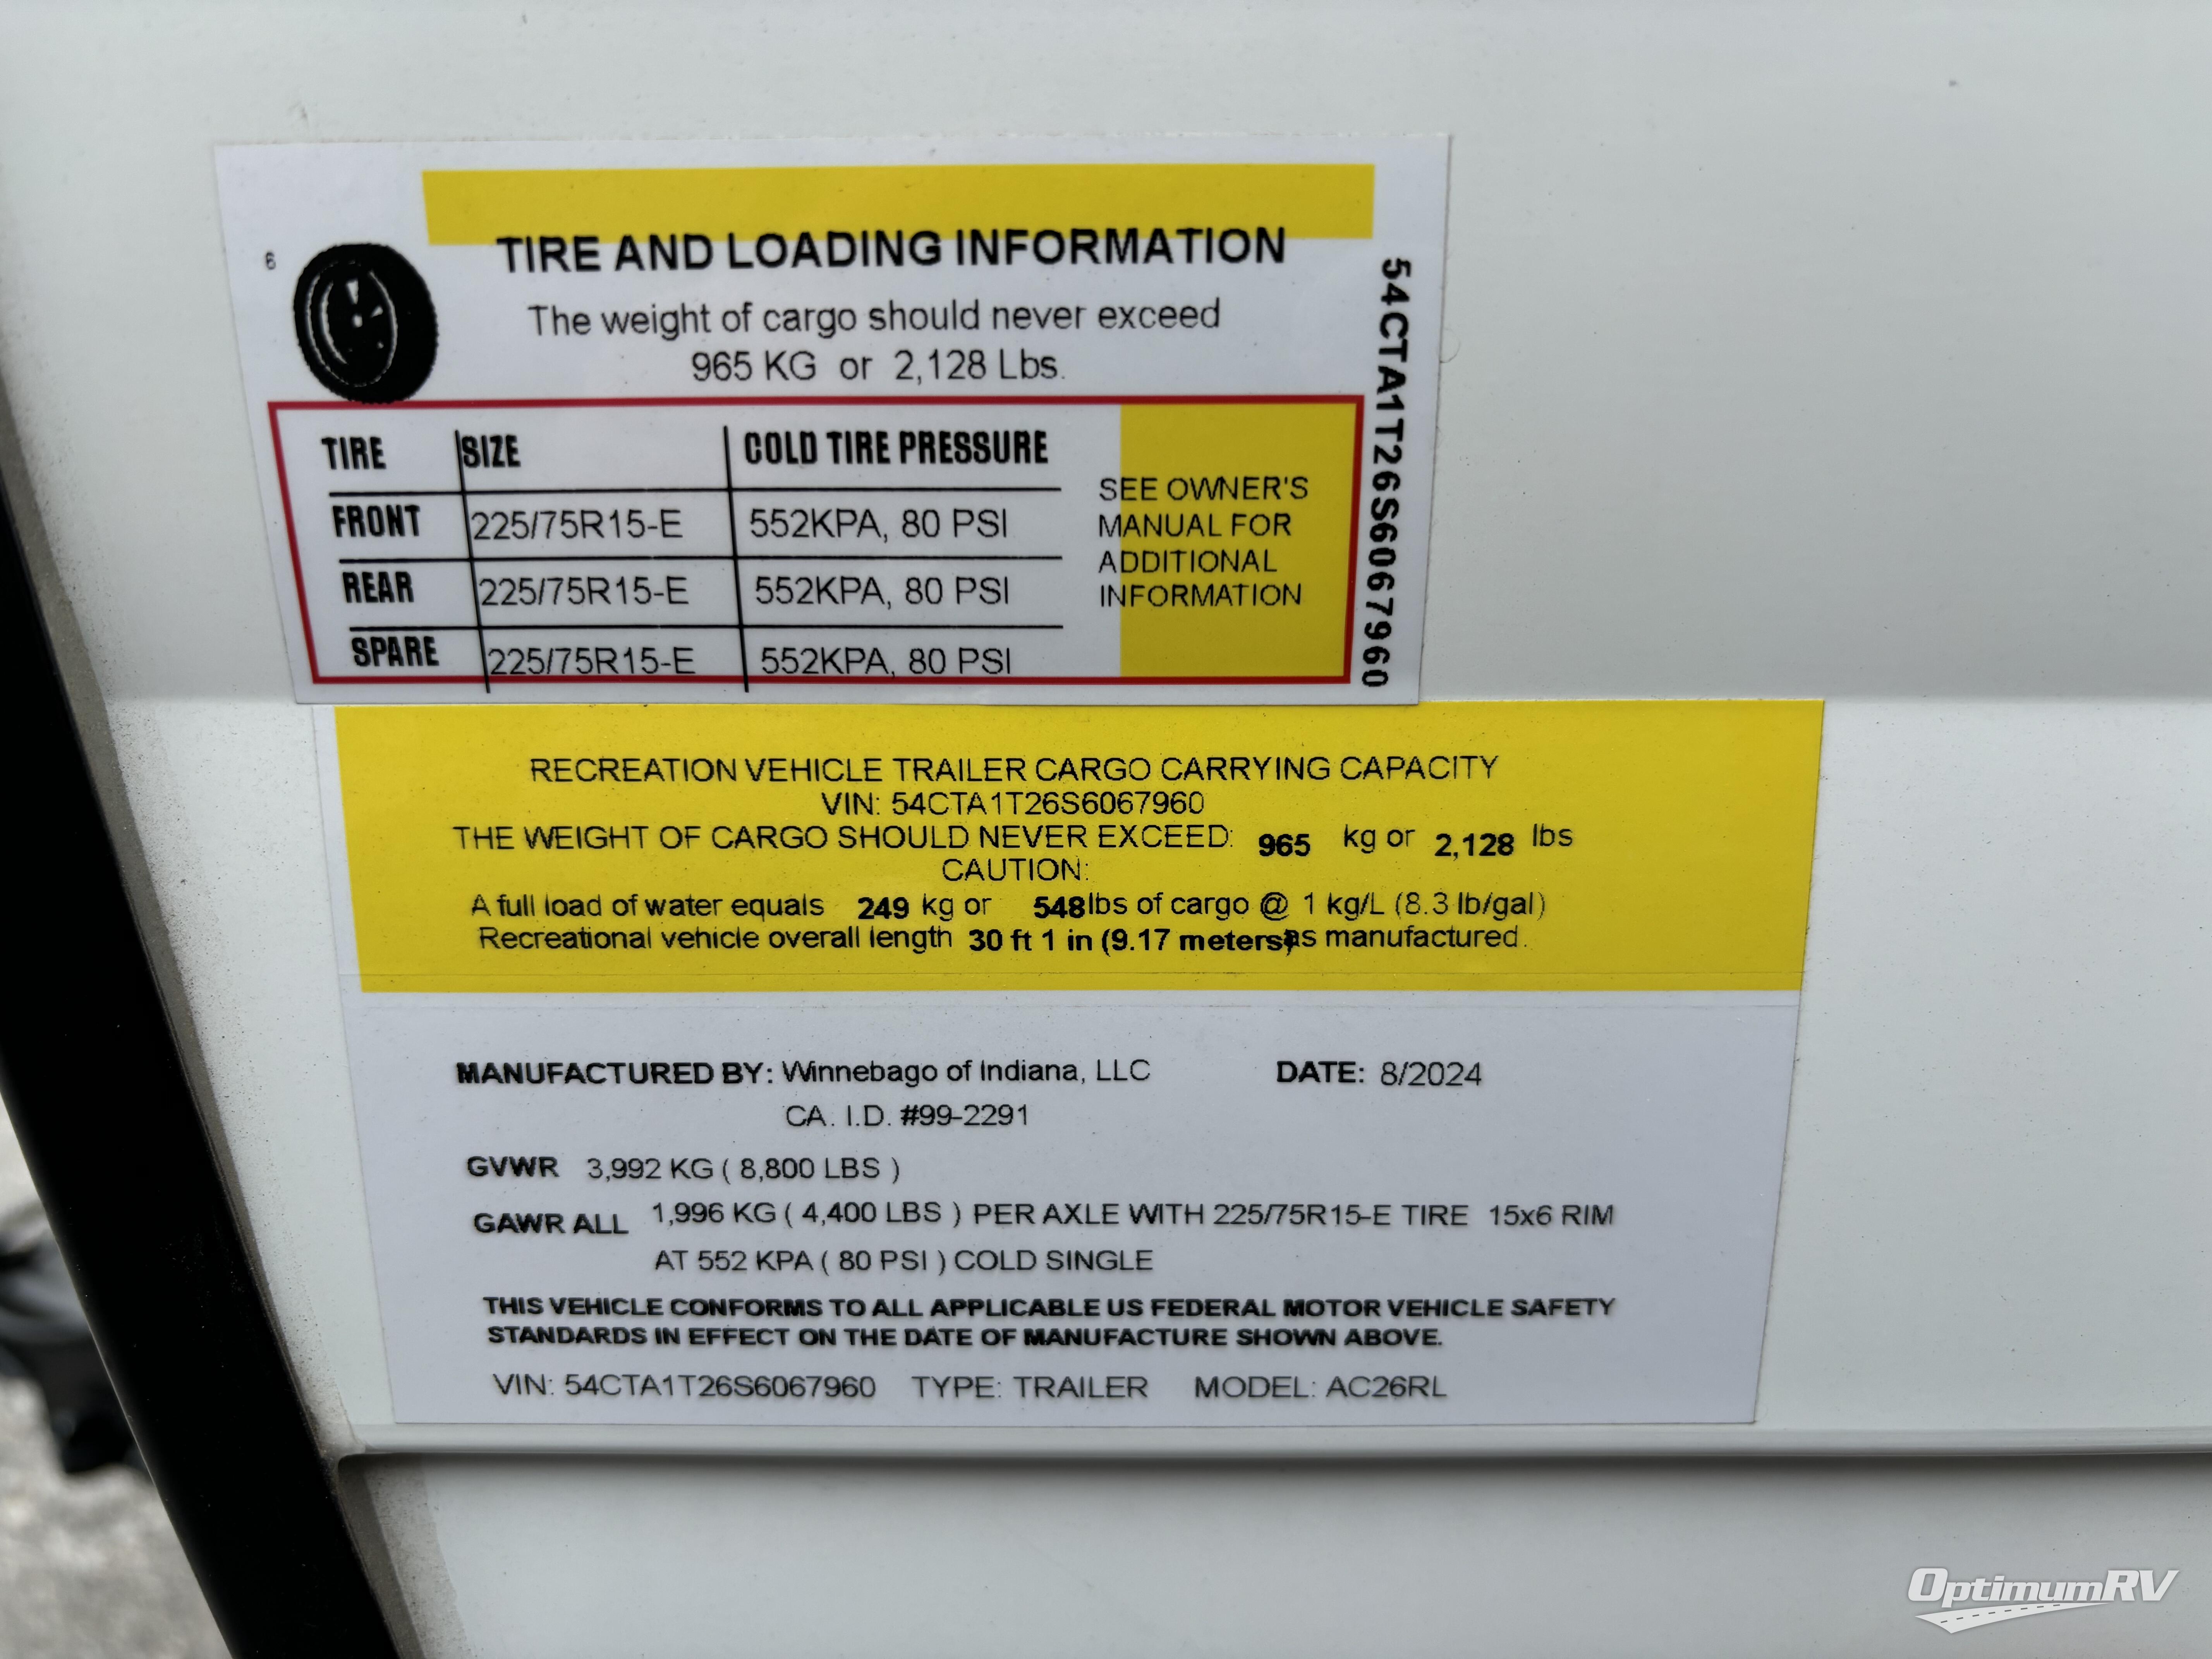 TIRE AND LOADING INFORMATION
6
The weight of cargo should never exceed
965 KG or 2,128 Lbs.
TIRE SIZE COLD TIRE PRESSURE
FRONT 225/75R15-E 552KPA, 80 PSI
REAR 225/75R15-E 552KPA, 80 PSI
SPARE 225/75R15-E 552KPA, 80 PSI
SEE OWNER'S
MANUAL FOR
ADDITIONAL
INFORMATION
54CTA1T26S6067960
RECREATION VEHICLE TRAILER CARGO CARRYING CAPACITY
VIN: 54CTA1T26S6067960
THE WEIGHT OF CARGO SHOULD NEVER EXCEED: 965 kg or 2,128 lbs
CAUTION:
A full load of water equals 249 kg or 548lbs of cargo @ 1 kg/L (8.3 lb/gal)
Recreational vehicle overall length 30 ft 1 in (9.17 meters) as manufactured.
MANUFACTURED BY: Winnebago of Indiana, LLC DATE: 8/2024
CA. I.D. #99-2291
GVWR 3,992 KG ( 8,800 LBS )
GAWR ALL 1,996 KG ( 4,400 LBS ) PER AXLE WITH 225/75R15-E TIRE 15x6 RIM
AT 552 KPA ( 80 PSI ) COLD SINGLE
THIS VEHICLE CONFORMS TO ALL APPLICABLE US FEDERAL MOTOR VEHICLE SAFETY
STANDARDS IN EFFECT ON THE DATE OF MANUFACTURE SHOWN ABOVE.
VIN: 54CTA1T26S6067960 TYPE: TRAILER MODEL: AC26RL
OptimumRV